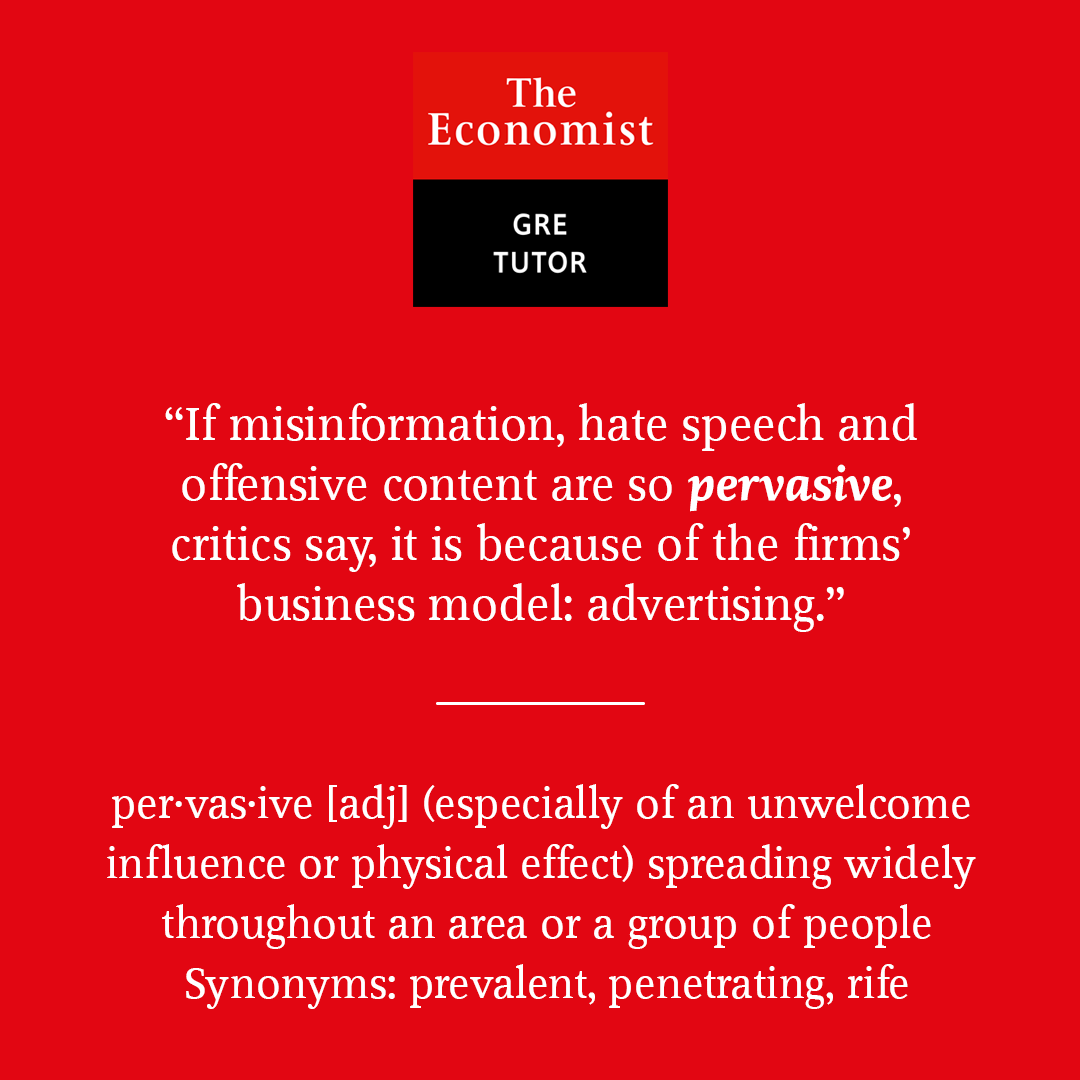 The
Economist
GRE
TUTOR
“If misinformation, hate speech and
offensive content are so pervasive,
critics say, it is because of the firms’
business model: advertising.”
per·vas·ive [adj] (especially of an unwelcome
influence or physical effect) spreading widely
throughout an area or a group of people
Synonyms: prevalent, penetrating, rife